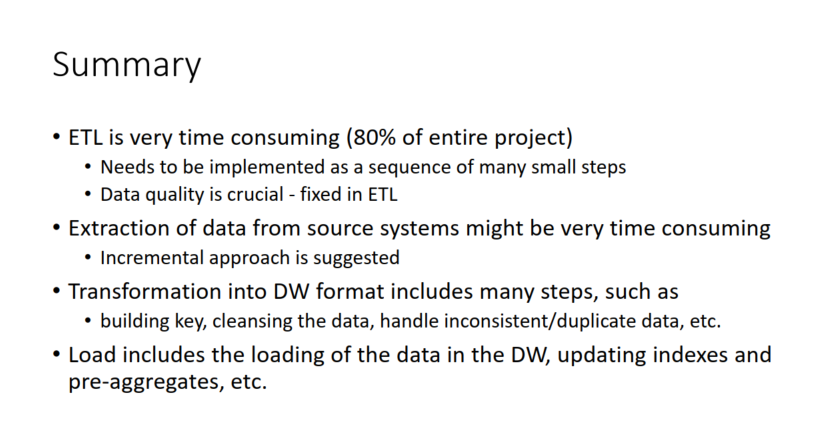 Summary
• ETL is very time consuming (80% of entire project)
• Needs to be implemented as a sequence of many small steps
• Data quality is crucial - fixed in ETL
• Extraction of data from source systems might be very time consuming
• Incremental approach is suggested
• Transformation into DW format includes many steps, such as
• building key, cleansing the data, handle inconsistent/duplicate data, etc.
• Load includes the loading of the data in the DW, updating indexes and
pre-aggregates, etc.